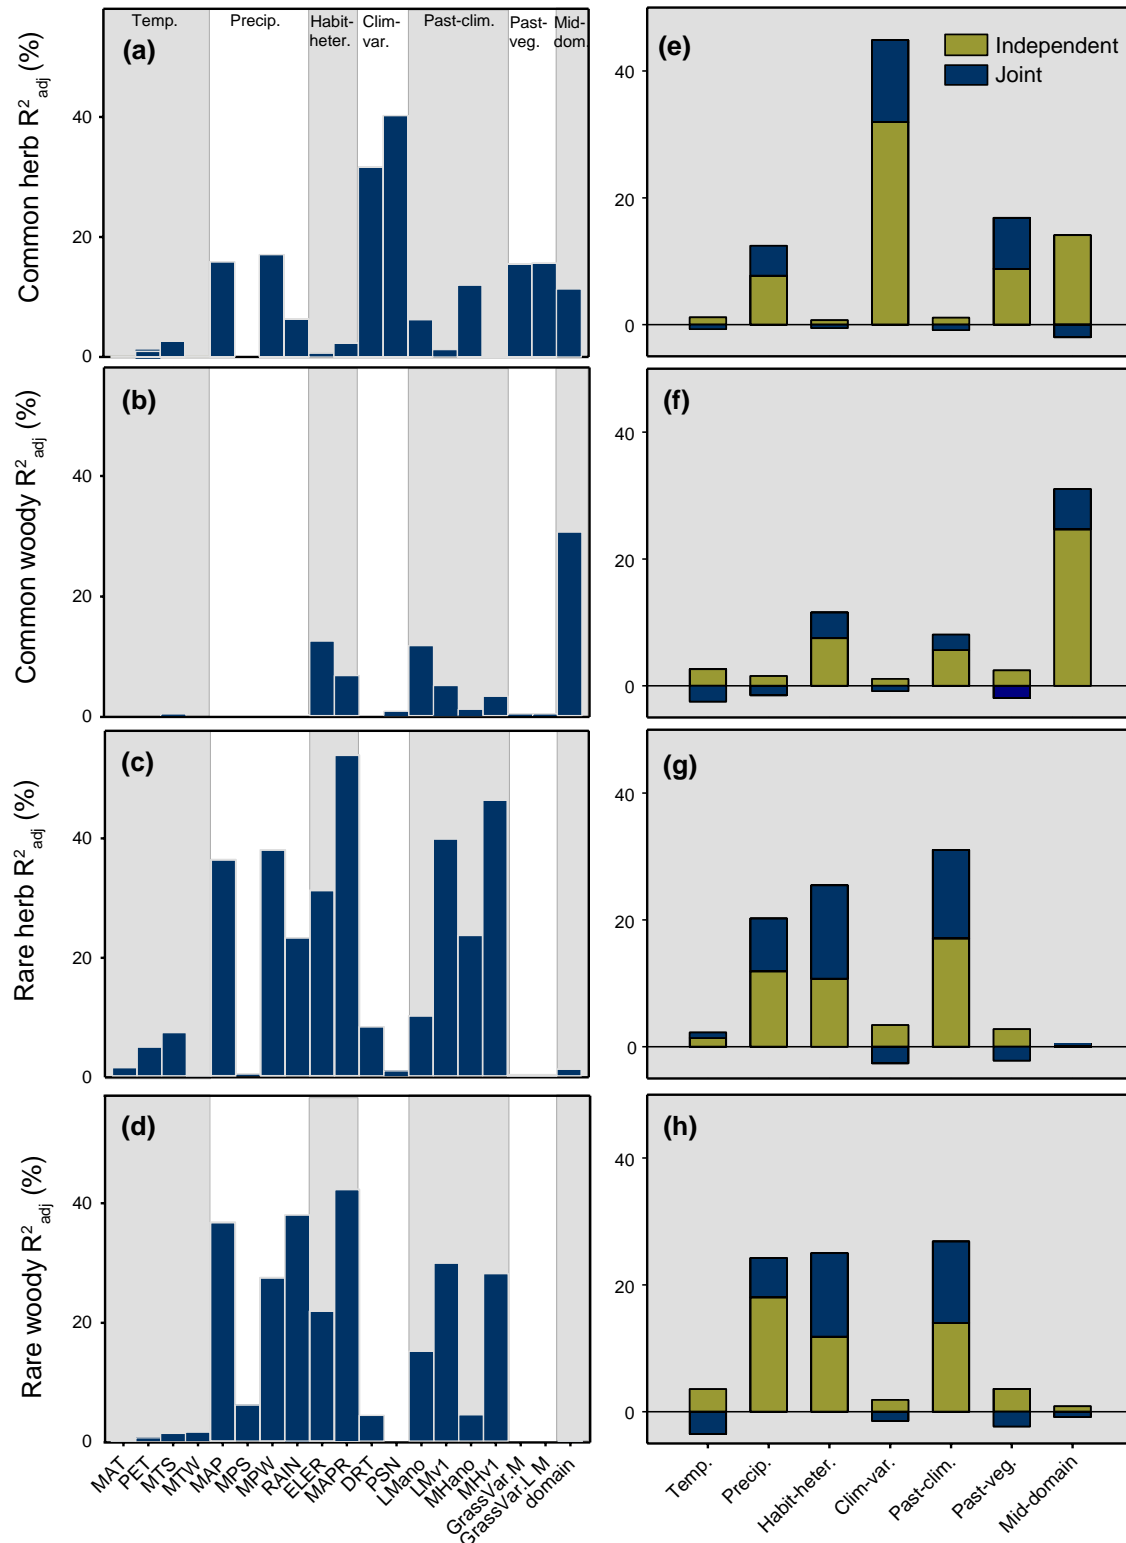 Temp. Precip. Habit-heter. Clim-var. Past-clim. Past-veg. Mid-dom.
(a)
Common herb R²adj (%)
40
20
0
(e)
Independent
Joint
40
20
0
(b)
Common woody R²adj (%)
40
20
0
(f)
40
20
0
(c)
Rare herb R²adj (%)
40
20
0
(g)
40
20
0
(d)
Rare woody R²adj (%)
40
20
0
(h)
40
20
0
MAT
PET
MTS
MTW
MAP
MPS
MPW
RAIN
ELER
MAPR
DRT
PSN
LMano
LMv1
MHano
MHv1
GrassVar.M
GrassVar.LM
domain
Temp.
Precip.
Habit-heter.
Clim-var.
Past-clim.
Past-veg.
Mid-domain